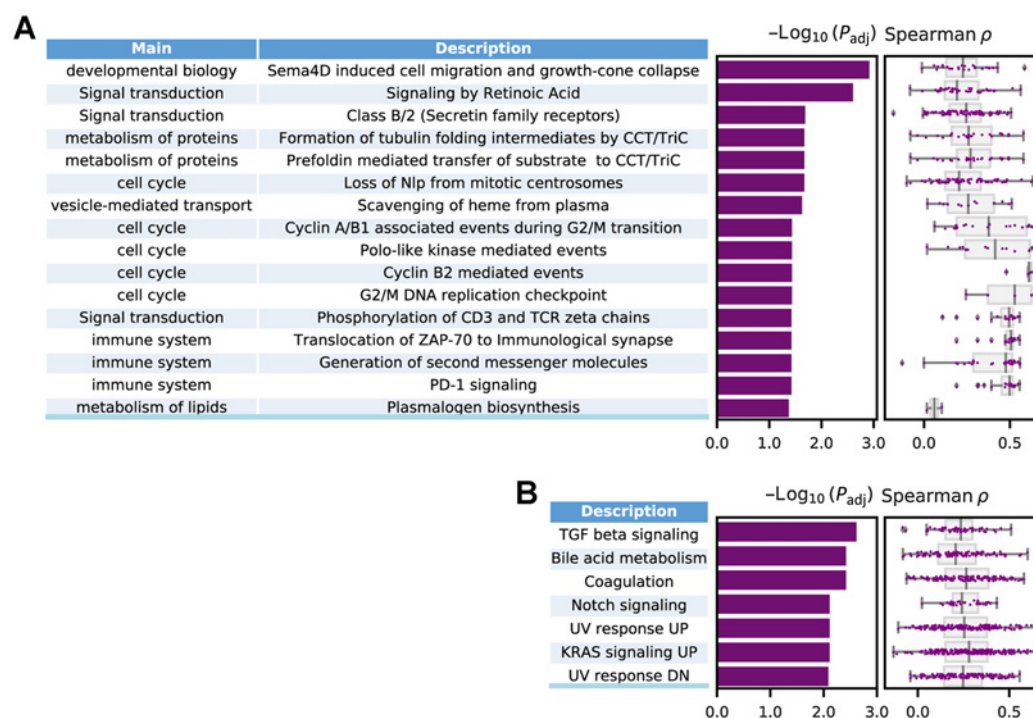 A
–Log10 (Padj) Spearman ρ
Main Description
developmental biology Sema4D induced cell migration and growth-cone collapse
Signal transduction Signaling by Retinoic Acid
Signal transduction Class B/2 (Secretin family receptors)
metabolism of proteins Formation of tubulin folding intermediates by CCT/TriC
metabolism of proteins Prefoldin mediated transfer of substrate to CCT/TriC
cell cycle Loss of Nlp from mitotic centrosomes
vesicle-mediated transport Scavenging of heme from plasma
cell cycle Cyclin A/B1 associated events during G2/M transition
cell cycle Polo-like kinase mediated events
cell cycle Cyclin B2 mediated events
cell cycle G2/M DNA replication checkpoint
Signal transduction Phosphorylation of CD3 and TCR zeta chains
immune system Translocation of ZAP-70 to Immunological synapse
immune system Generation of second messenger molecules
immune system PD-1 signaling
metabolism of lipids Plasmalogen biosynthesis
0.0 1.0 2.0 3.0 0.0 0.5
B
–Log10 (Padj) Spearman ρ
Description
TGF beta signaling
Bile acid metabolism
Coagulation
Notch signaling
UV response UP
KRAS signaling UP
UV response DN
0.0 1.0 2.0 3.0 0.0 0.5